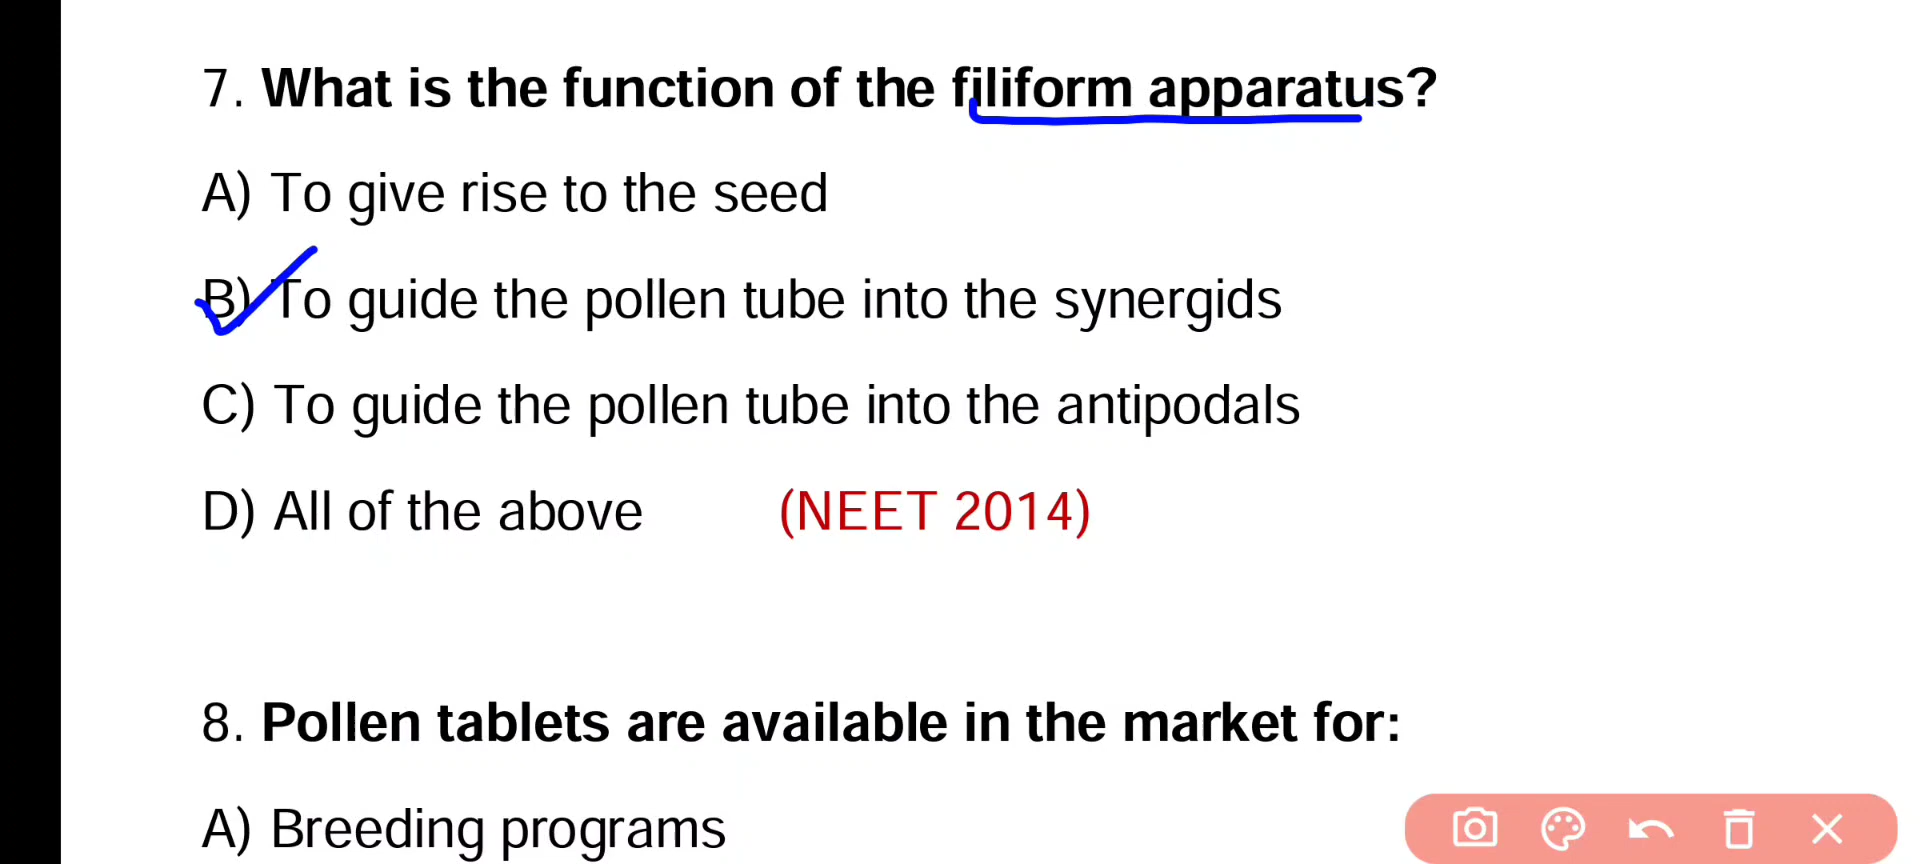 7. What is the function of the filiform apparatus?
A) To give rise to the seed
B) To guide the pollen tube into the synergids
C) To guide the pollen tube into the antipodals
D) All of the above (NEET 2014)
8. Pollen tablets are available in the market for:
A) Breeding programs